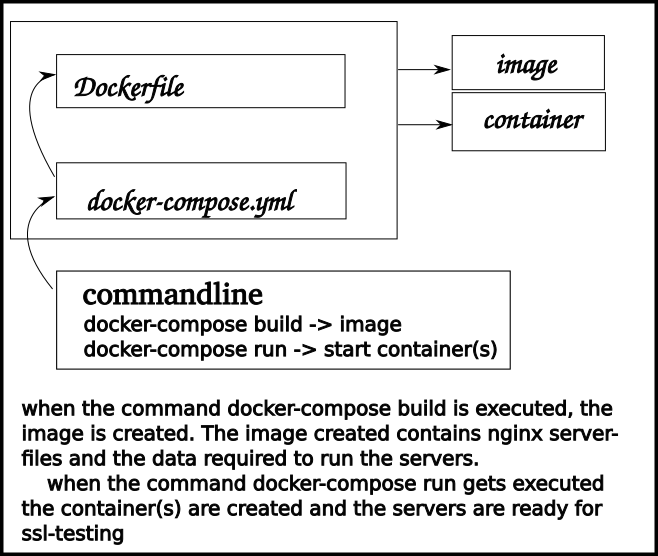 Dockerfile
image
container
docker-compose.yml
commandline
docker-compose build -> image
docker-compose run -> start container(s)
when the command docker-compose build is executed, the
image is created. The image created contains nginx server-
files and the data required to run the servers.
when the command docker-compose run gets executed
the container(s) are created and the servers are ready for
ssl-testing